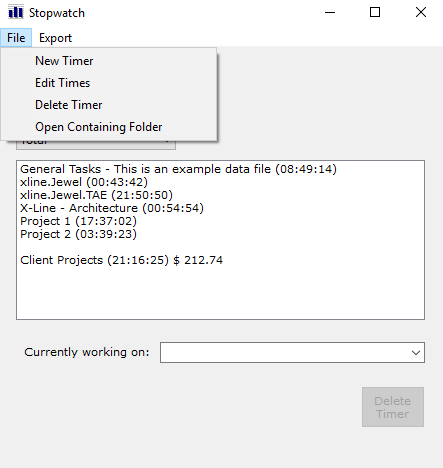 Stopwatch
File Export
New Timer
Edit Times
Delete Timer
Open Containing Folder
Total
General Tasks - This is an example data file (08:49:14)
xline.Jewel (00:43:42)
xline.Jewel.TAE (21:50:50)
X-Line - Architecture (00:54:54)
Project 1 (17:37:02)
Project 2 (03:39:23)
Client Projects (21:16:25) $ 212.74
Currently working on:
Delete
Timer